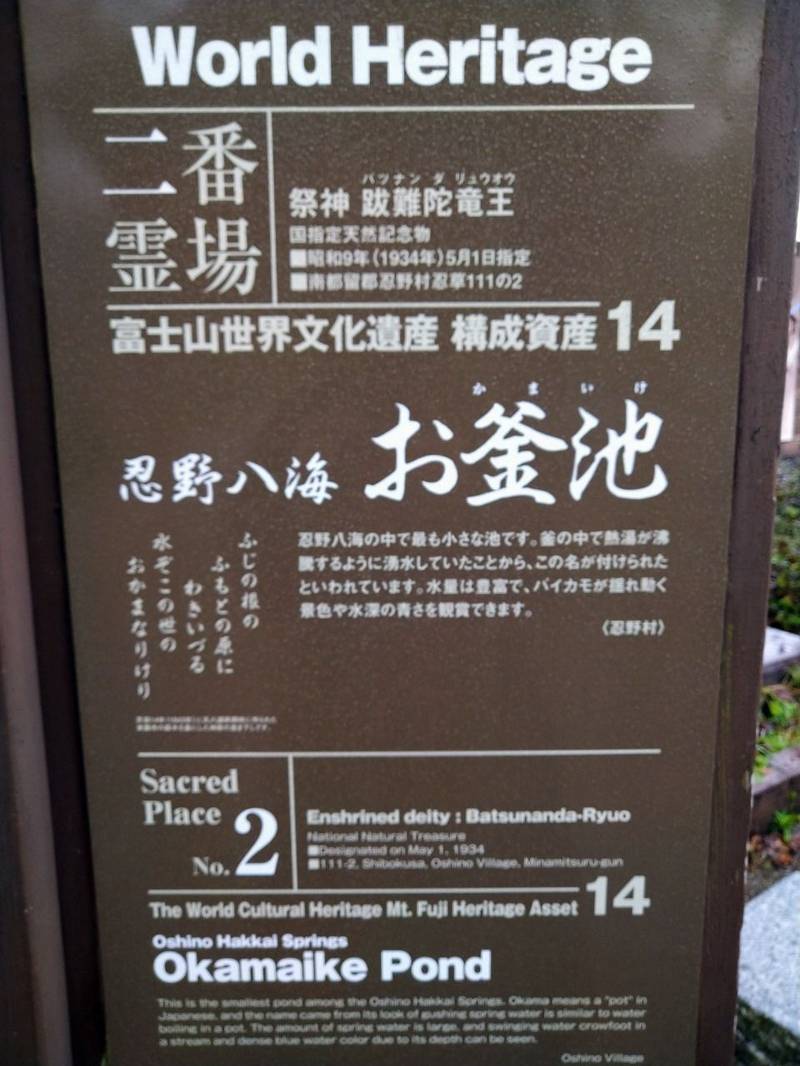 World Heritage
二番
霊場
バツナンダリュウオウ
祭神 跋難陀竜王
国指定天然記念物
■昭和9年(1934年)5月1日指定
■南都留郡忍野村忍草111の2
富士山世界文化遺産 構成資産 14
かまいけ
忍野八海 お釜池
ふじの根の
ふもとの原に
わきいづる
水ぞこの世の
おかまなりけり
忍野八海の中で最も小さな池です。釜の中で熱湯が沸
騰するように湧水していたことから、この名が付けられた
といわれています。水量は豊富で、バイカモが揺れ動く
景色や水深の青さを観賞できます。
〈忍野村〉
Sacred
Place
No. 2
Enshrined deity : Batsunanda-Ryuo
National Natural Treasure
■Designated on May 1, 1934
■111-2, Shibokusa, Oshino Village, Minamitsuru-gun
The World Cultural Heritage Mt. Fuji Heritage Asset 14
Oshino Hakkai Springs
Okamaike Pond
This is the smallest pond among the Oshino Hakkai Springs. Okama means a "pot" in
Japanese, and the name came from its look of gushing spring water is similar to water
boiling in a pot. The amount of spring water is large, and swinging water crowfoot in
a stream and dense blue water color due to its depth can be seen.
Oshino Village